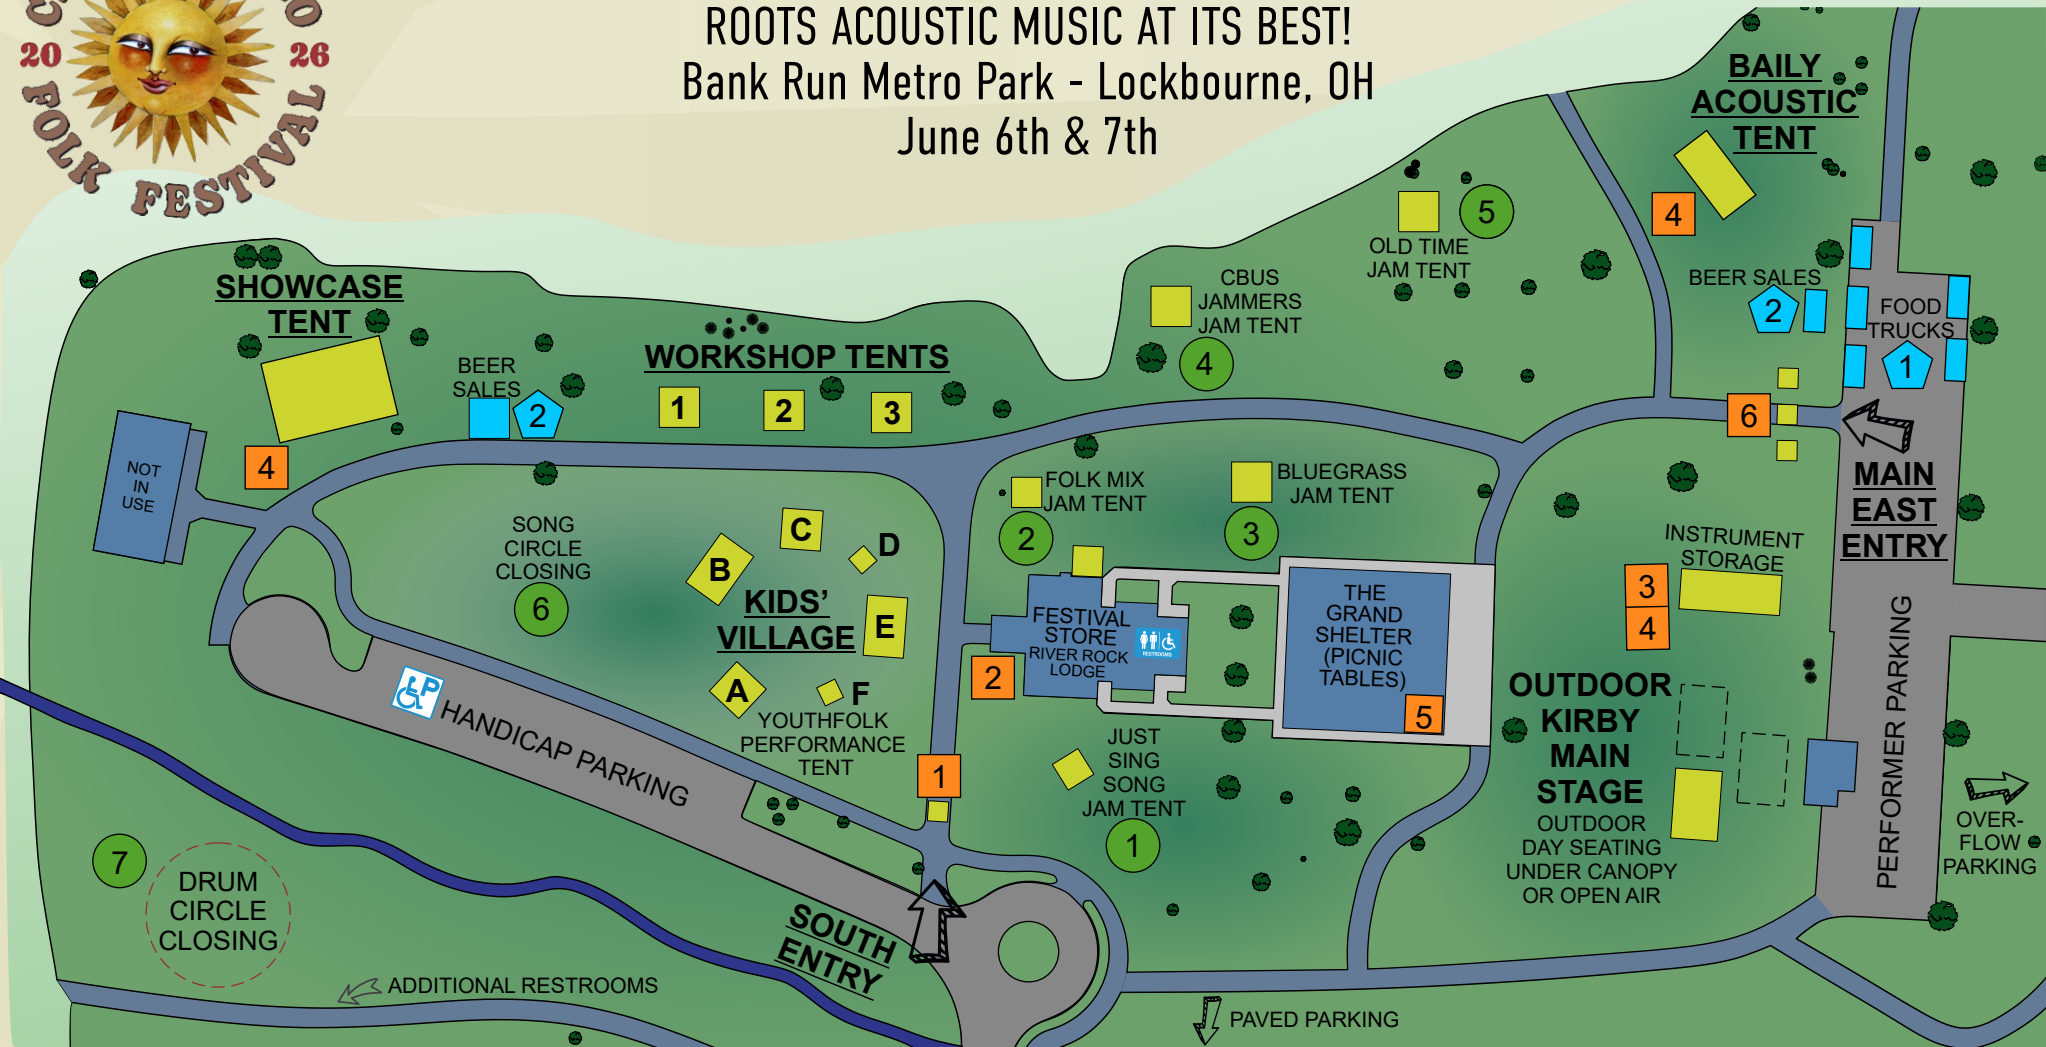 20 26
FOLK FESTIVAL
ROOTS ACOUSTIC MUSIC AT ITS BEST!
Bank Run Metro Park - Lockbourne, OH
June 6th & 7th
BAILY
ACOUSTIC
TENT
4
5
OLD TIME
JAM TENT
CBUS
JAMMERS
JAM TENT
4
BEER SALES
2
FOOD
TRUCKS
1
SHOWCASE
TENT
BEER
SALES
2
4
WORKSHOP TENTS
1
2
3
6
MAIN
EAST
ENTRY
NOT
IN
USE
SONG
CIRCLE
CLOSING
6
C
D
B
KIDS'
VILLAGE
E
A
F
YOUTHFOLK
PERFORMANCE
TENT
FOLK MIX
JAM TENT
2
BLUEGRASS
JAM TENT
3
INSTRUMENT
STORAGE
3
4
FESTIVAL
STORE
RIVER ROCK
LODGE
RESTROOMS
2
THE
GRAND
SHELTER
(PICNIC
TABLES)
5
P
HANDICAP PARKING
1
JUST
SING
SONG
JAM TENT
1
OUTDOOR
KIRBY
MAIN
STAGE
OUTDOOR
DAY SEATING
UNDER CANOPY
OR OPEN AIR
PERFORMER PARKING
OVER-
FLOW
PARKING
7
DRUM
CIRCLE
CLOSING
SOUTH
ENTRY
ADDITIONAL RESTROOMS
PAVED PARKING